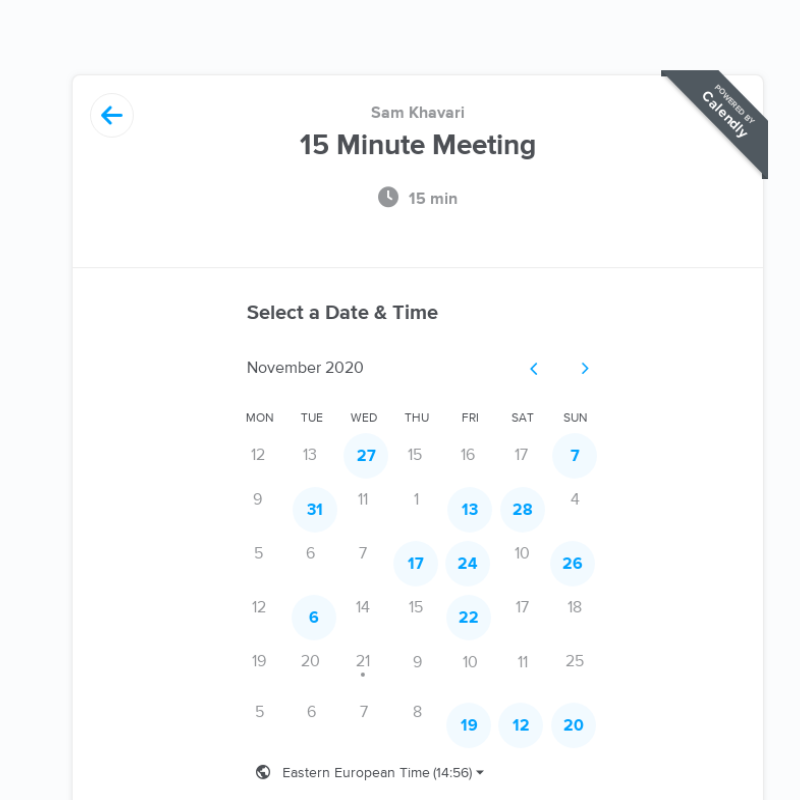 POWERED BY
Calendly
Sam Khavari
15 Minute Meeting
15 min
Select a Date & Time
November 2020
MON TUE WED THU FRI SAT SUN
12 13 27 15 16 17 7
9 31 11 1 13 28 4
5 6 7 17 24 10 26
12 6 14 15 22 17 18
19 20 21 9 10 11 25
5 6 7 8 19 12 20
Eastern European Time (14:56)